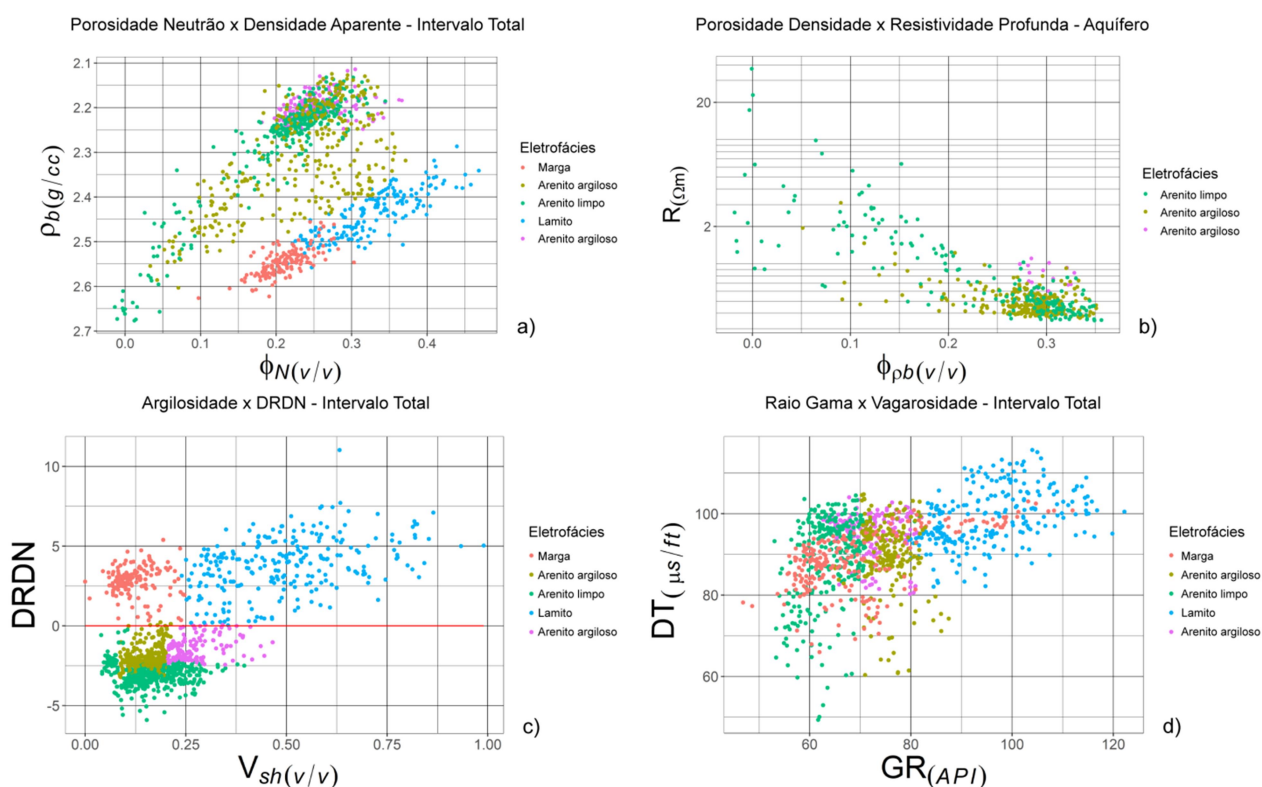 Porosidade Neutrão x Densidade Aparente - Intervalo Total
2.1
2.2
2.3
2.4
2.5
2.6
2.7
ρb(g/cc)
0.0 0.1 0.2 0.3 0.4
ϕN(v/v)
Eletrofácies
Marga
Arenito argiloso
Arenito limpo
Lamito
Arenito argiloso
a)
Porosidade Densidade x Resistividade Profunda - Aquífero
20
2
R(Ωm)
0.0 0.1 0.2 0.3
ϕρb(v/v)
Eletrofácies
Arenito limpo
Arenito argiloso
Arenito argiloso
b)
Argilosidade x DRDN - Intervalo Total
10
5
0
-5
DRDN
0.00 0.25 0.50 0.75 1.00
Vsh(v/v)
Eletrofácies
Marga
Arenito argiloso
Arenito limpo
Lamito
Arenito argiloso
c)
Raio Gama x Vagarosidade - Intervalo Total
100
80
60
DT(μs/ft)
60 80 100 120
GR(API)
Eletrofácies
Marga
Arenito argiloso
Arenito limpo
Lamito
Arenito argiloso
d)